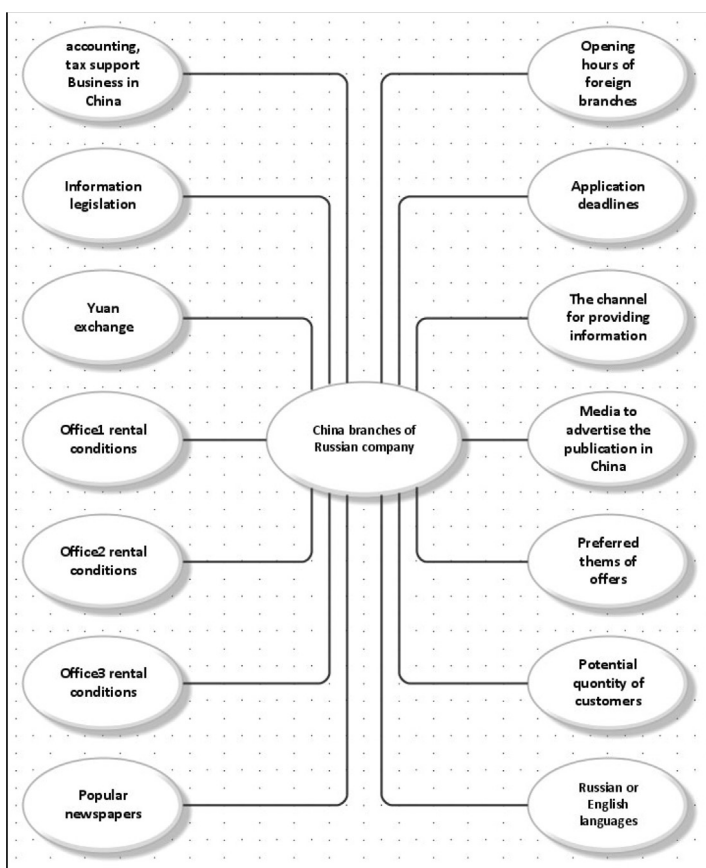 accounting,
tax support
Business in
China
Information
legislation
Yuan
exchange
Office1 rental
conditions
Office2 rental
conditions
Office3 rental
conditions
Popular
newspapers
China branches of
Russian company
Opening
hours of
foreign
branches
Application
deadlines
The channel
for providing
information
Media to
advertise the
publication in
China
Preferred
thems of
offers
Potential
quontity of
customers
Russian or
English
languages